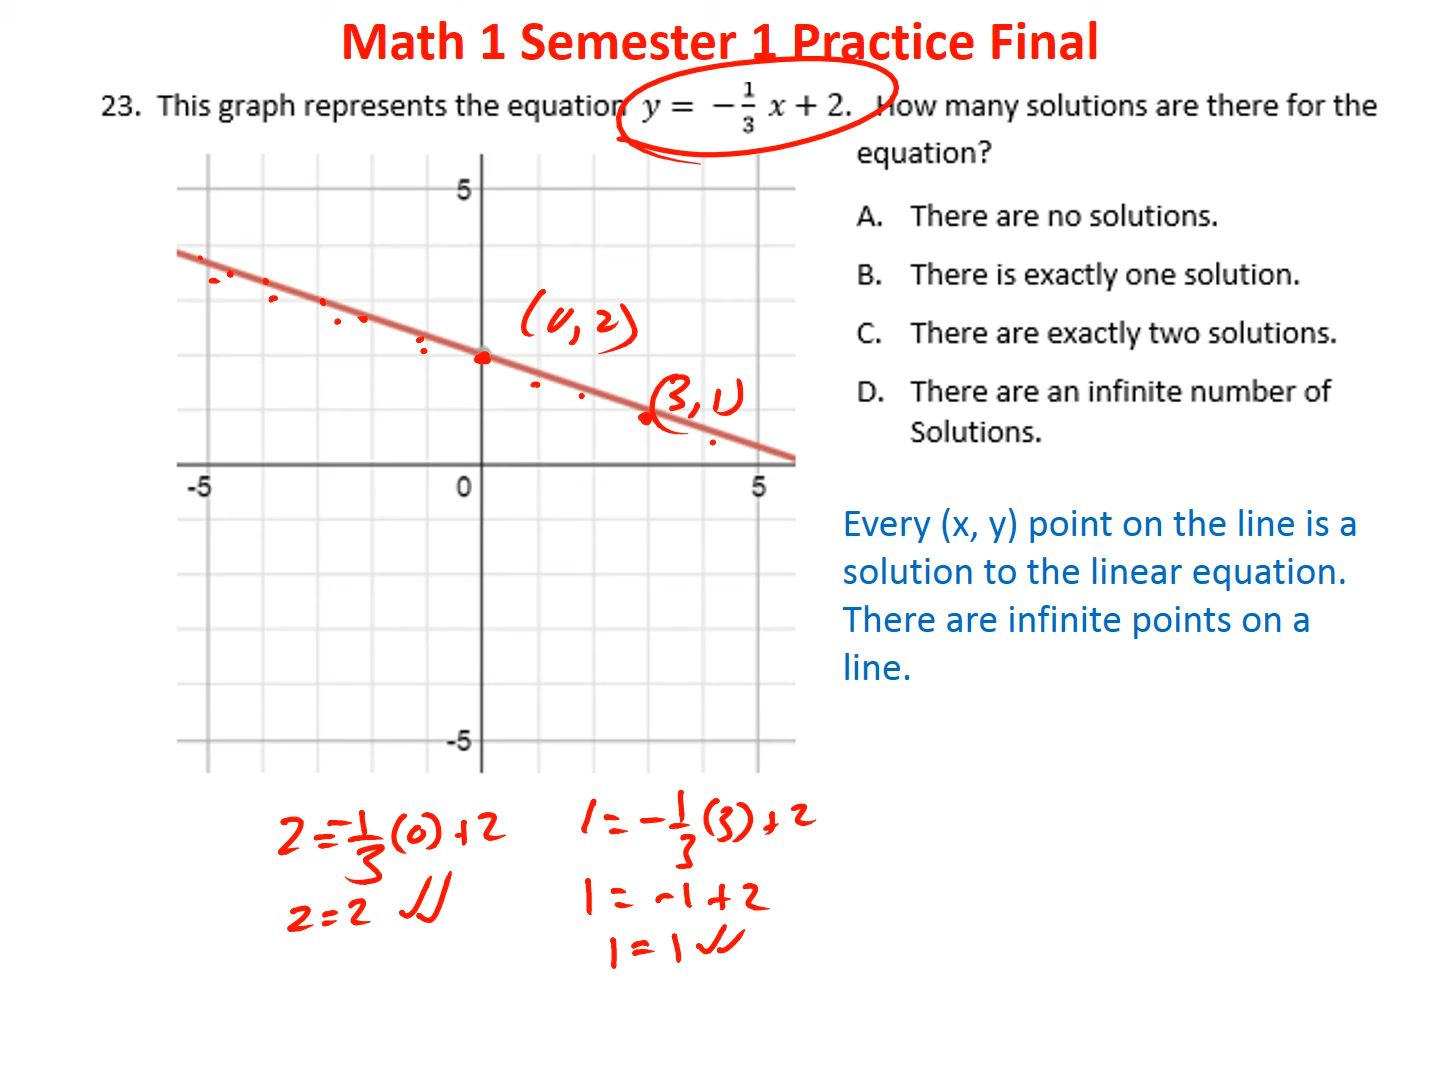 Math 1 Semester 1 Practice Final
23. This graph represents the equation y = -1/3 x + 2. How many solutions are there for the
equation?
A. There are no solutions.
B. There is exactly one solution.
C. There are exactly two solutions.
D. There are an infinite number of
Solutions.
5
-5
0
5
-5
(0, 2)
(3, 1)
Every (x, y) point on the line is a
solution to the linear equation.
There are infinite points on a
line.
2 = -1/3 (0) + 2
2 = 2
1 = -1/3 (3) + 2
1 = -1 + 2
1 = 1